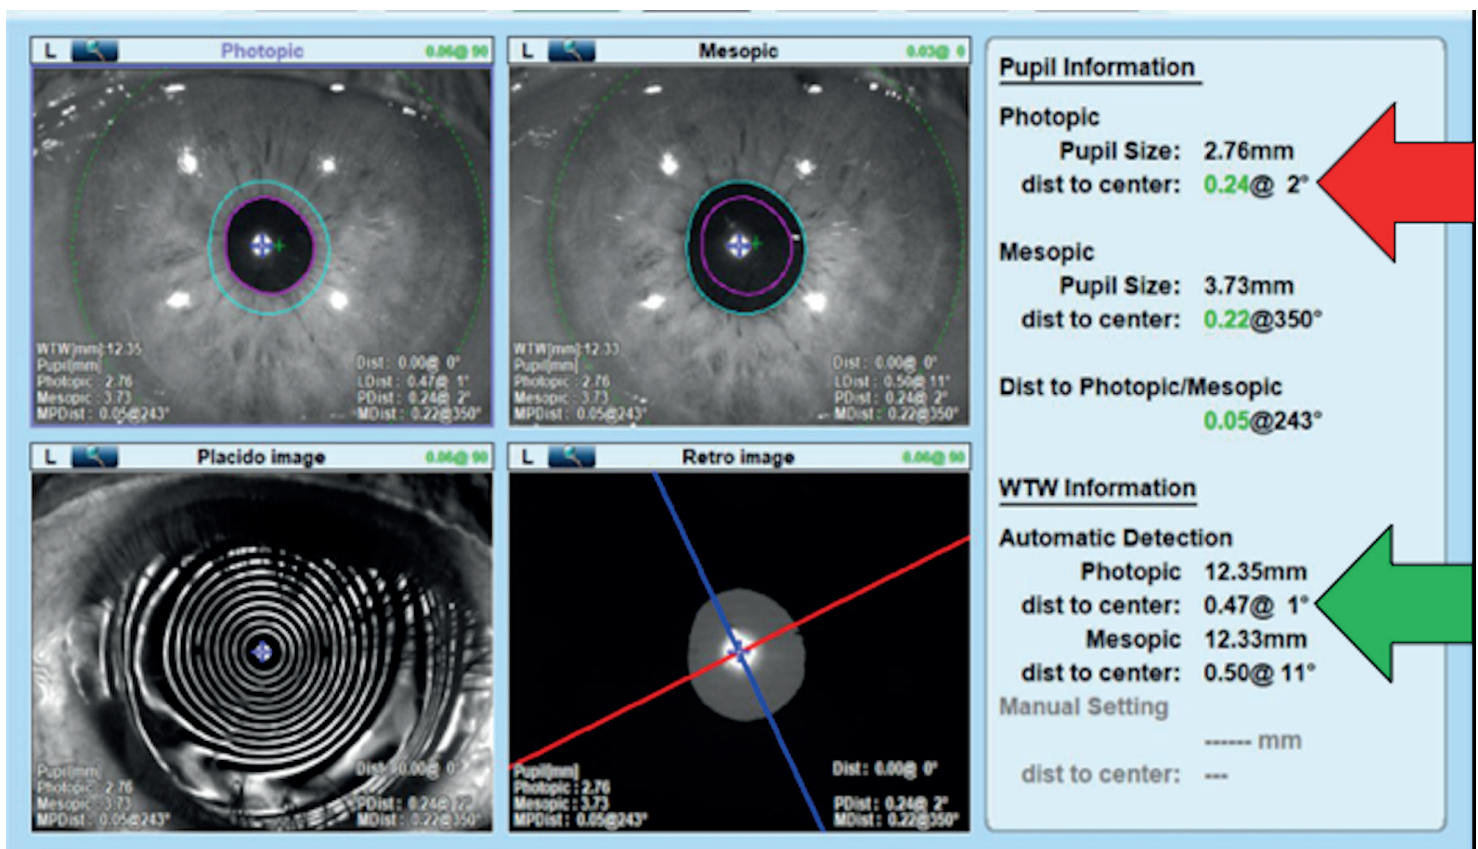 L Photopic 0.06@ 90
WTW[mm]:12.35
Pupil[mm]
Photopic : 2.76
Mesopic : 3.73
MPDist : 0.05@243°
Dist : 0.00@ 0°
LDist : 0.47@ 1°
PDist : 0.24@ 2°
MDist : 0.22@350°
L Mesopic 0.03@ 0
WTW[mm]:12.33
Pupil[mm]
Photopic : 2.76
Mesopic : 3.73
MPDist : 0.05@243°
Dist : 0.00@ 0°
LDist : 0.50@ 11°
PDist : 0.24@ 2°
MDist : 0.22@350°
L Placido image 0.06@ 90
Pupil[mm]
Photopic : 2.76
Mesopic : 3.73
MPDist : 0.05@243°
Dist : 0.00@ 0°
PDist : 0.24@ 2°
MDist : 0.22@350°
L Retro image 0.06@ 90
Pupil[mm]
Photopic : 2.76
Mesopic : 3.73
MPDist : 0.05@243°
Dist : 0.00@ 0°
PDist : 0.24@ 2°
MDist : 0.22@350°
Pupil Information
Photopic
Pupil Size: 2.76mm
dist to center: 0.24@ 2°
Mesopic
Pupil Size: 3.73mm
dist to center: 0.22@350°
Dist to Photopic/Mesopic
0.05@243°
WTW Information
Automatic Detection
Photopic 12.35mm
dist to center: 0.47@ 1°
Mesopic 12.33mm
dist to center: 0.50@ 11°
Manual Setting
------ mm
dist to center: ---